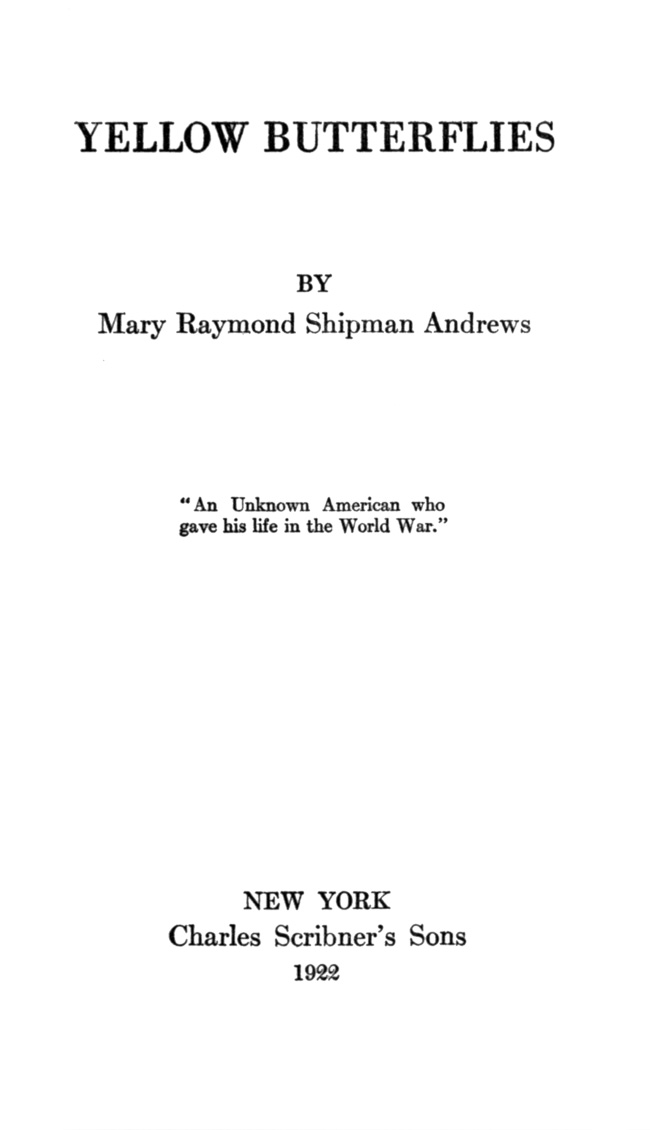 YELLOW BUTTERFLIES
BY
Mary Raymond Shipman Andrews
“An Unknown American who
gave his life in the World War.”
NEW YORK
Charles Scribner’s Sons
1922